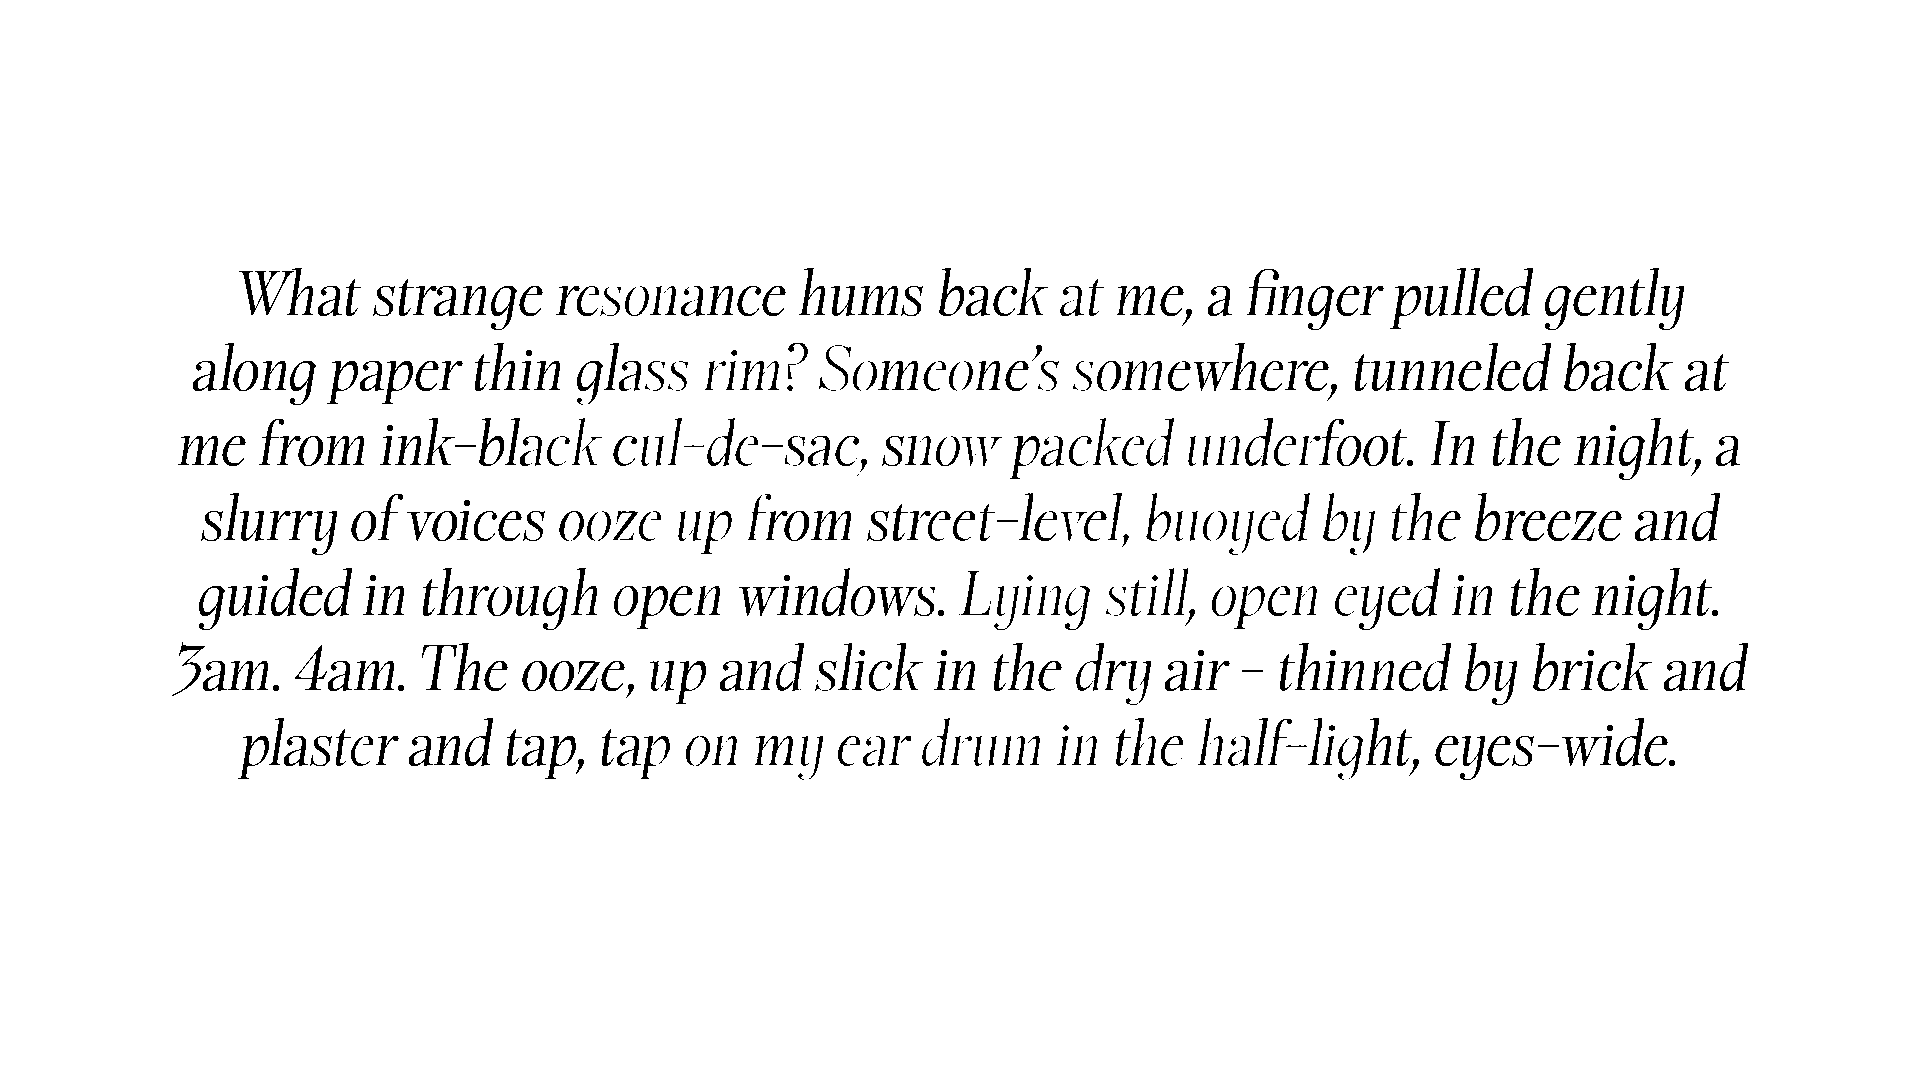 What strange resonance hums back at me, a finger pulled gently
along paper thin glass rim? Someone’s somewhere, tunneled back at
me from ink-black cul-de-sac, snow packed underfoot. In the night, a
slurry of voices ooze up from street-level, buoyed by the breeze and
guided in through open windows. Lying still, open eyed in the night.
3am. 4am. The ooze, up and slick in the dry air - thinned by brick and
plaster and tap, tap on my ear drum in the half-light, eyes-wide.